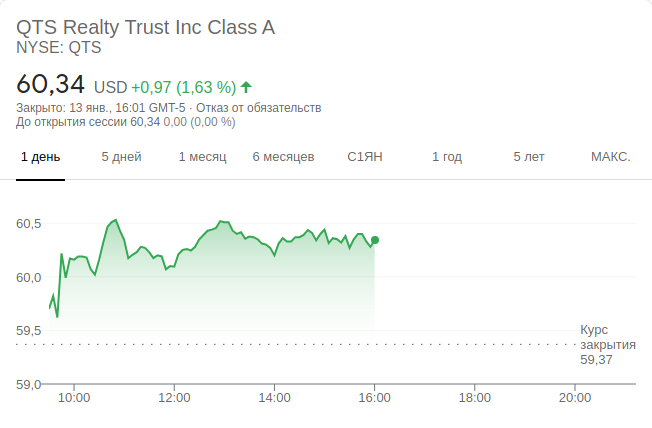 QTS Realty Trust Inc Class A
NYSE: QTS
60,34 USD +0,97 (1,63 %)
Закрыто: 13 янв., 16:01 GMT-5 · Отказ от обязательств
До открытия сессии 60,34 0,00 (0,00 %)
1 день 5 дней 1 месяц 6 месяцев С1ЯН 1 год 5 лет МАКС.
60,5
60,0
59,5
Курс
закрытия
59,37
59,0
10:00 12:00 14:00 16:00 18:00 20:00